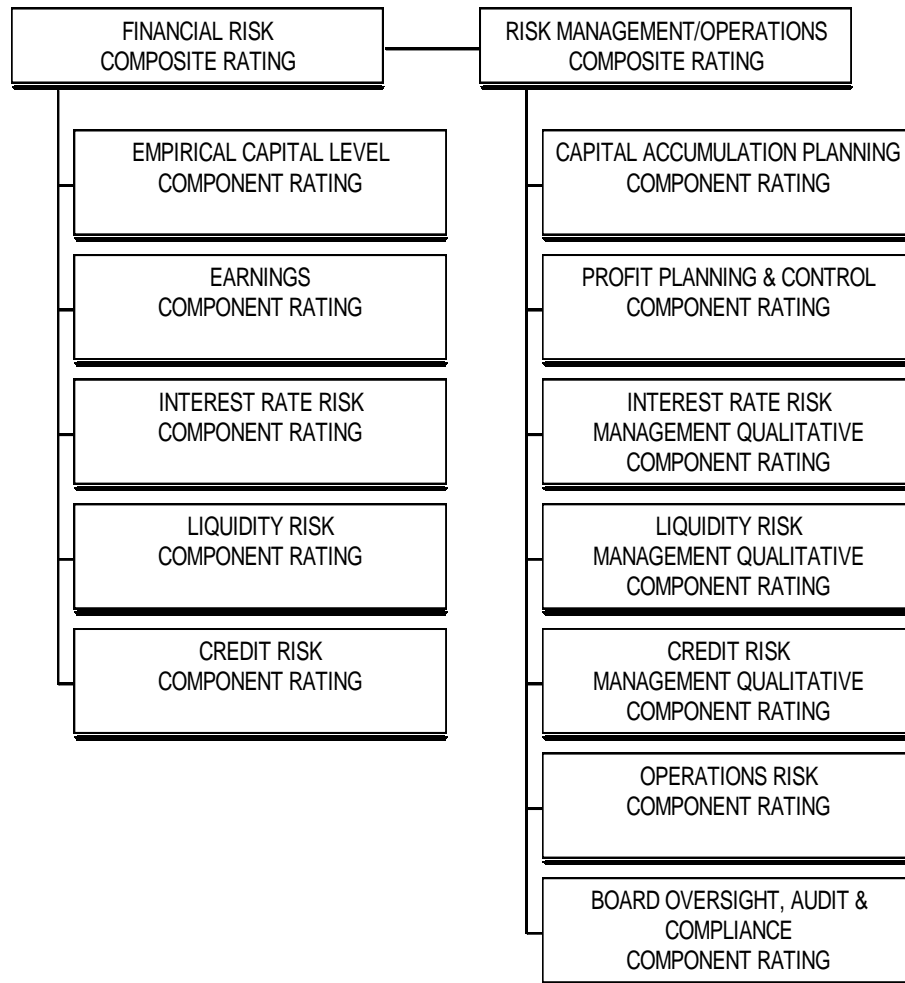 FINANCIAL RISK
COMPOSITE RATING
RISK MANAGEMENT/OPERATIONS
COMPOSITE RATING
EMPIRICAL CAPITAL LEVEL
COMPONENT RATING
EARNINGS
COMPONENT RATING
INTEREST RATE RISK
COMPONENT RATING
LIQUIDITY RISK
COMPONENT RATING
CREDIT RISK
COMPONENT RATING
CAPITAL ACCUMULATION PLANNING
COMPONENT RATING
PROFIT PLANNING & CONTROL
COMPONENT RATING
INTEREST RATE RISK
MANAGEMENT QUALITATIVE
COMPONENT RATING
LIQUIDITY RISK
MANAGEMENT QUALITATIVE
COMPONENT RATING
CREDIT RISK
MANAGEMENT QUALITATIVE
COMPONENT RATING
OPERATIONS RISK
COMPONENT RATING
BOARD OVERSIGHT, AUDIT &
COMPLIANCE
COMPONENT RATING